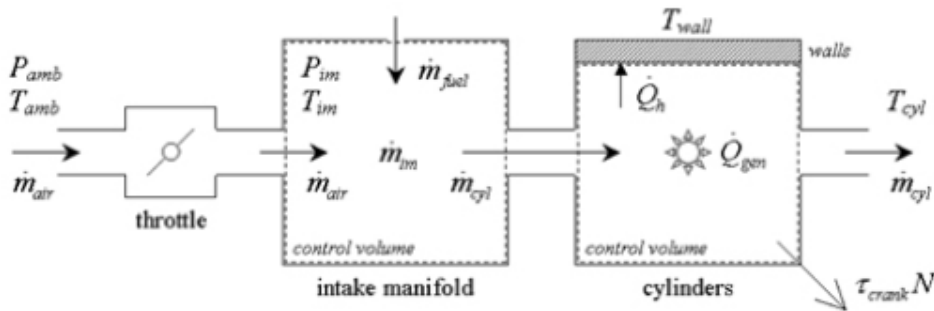 T_wall
walls
P_amb
T_amb
P_im
T_im
ṁ_fuel
Q̇_h
T_cyl
ṁ_im
Q̇_gen
ṁ_air
ṁ_air
ṁ_cyl
ṁ_cyl
throttle
control volume
control volume
intake manifold
cylinders
τ_crank N